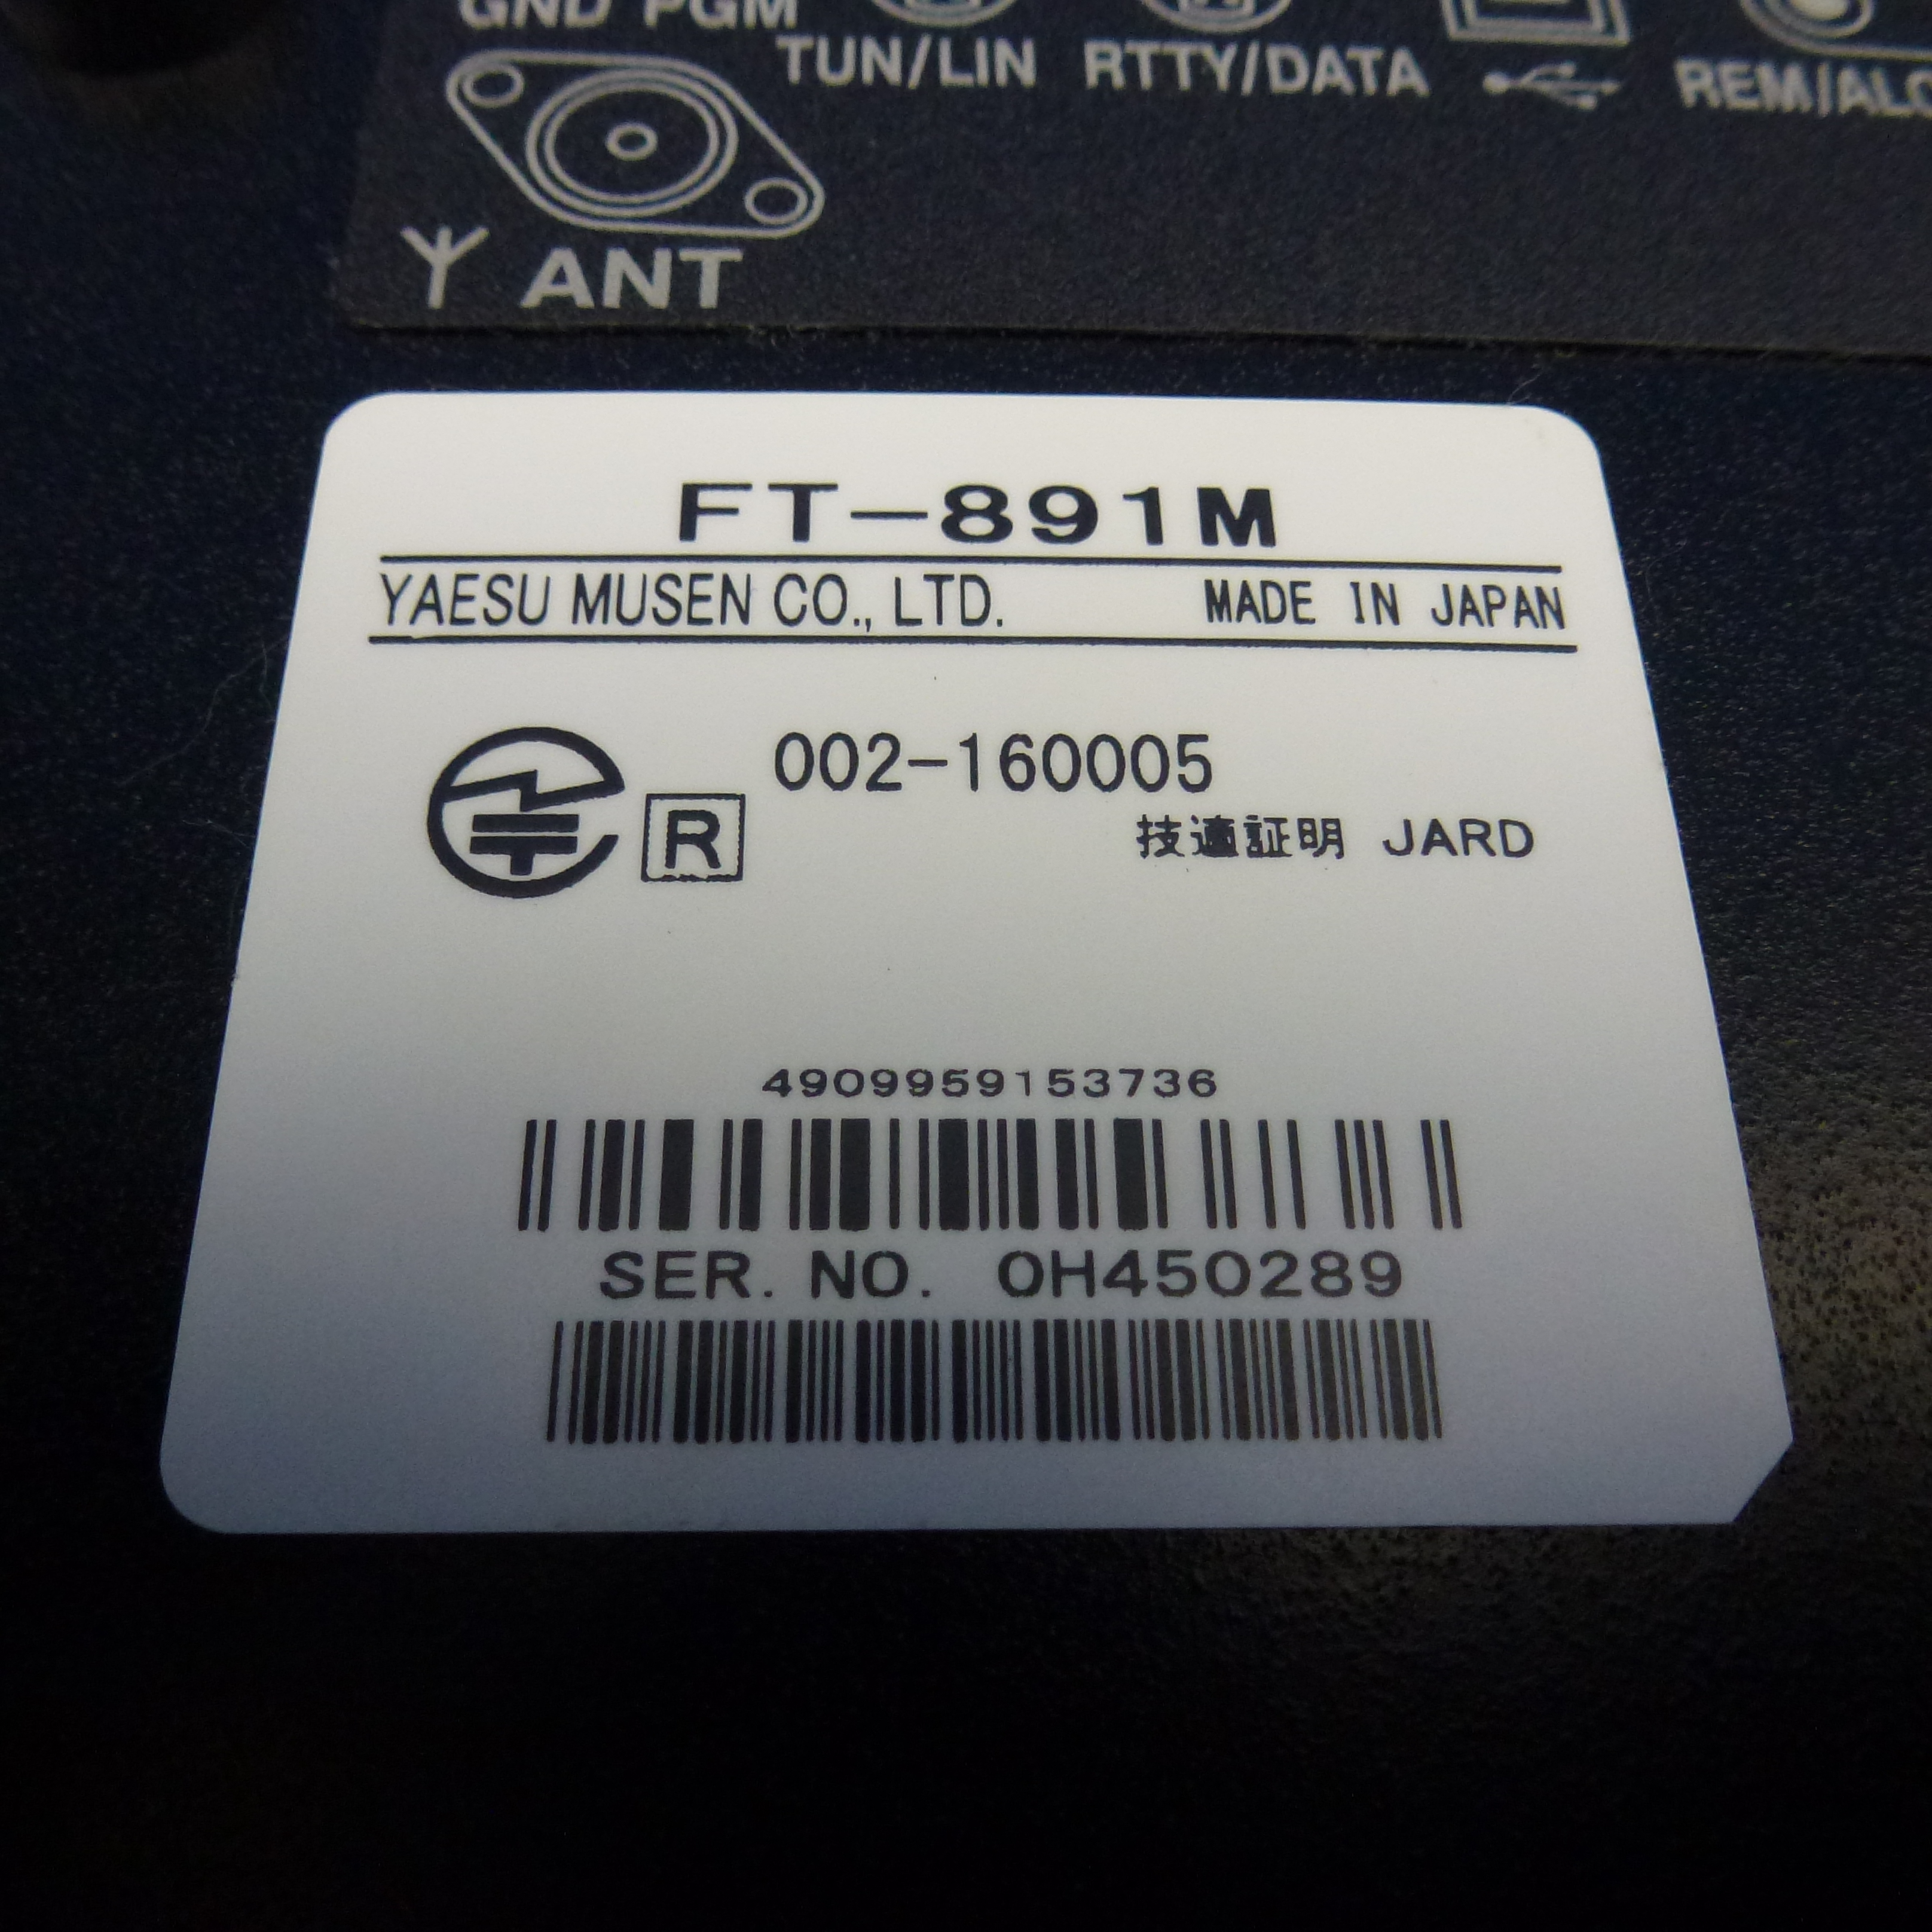 GND PGM
TUN/LIN RTTY/DATA REM/ALC
ANT
FT-891M
YAESU MUSEN CO., LTD. MADE IN JAPAN
R 002-160005
技適証明 JARD
4909959153736
SER. NO. 0H450289